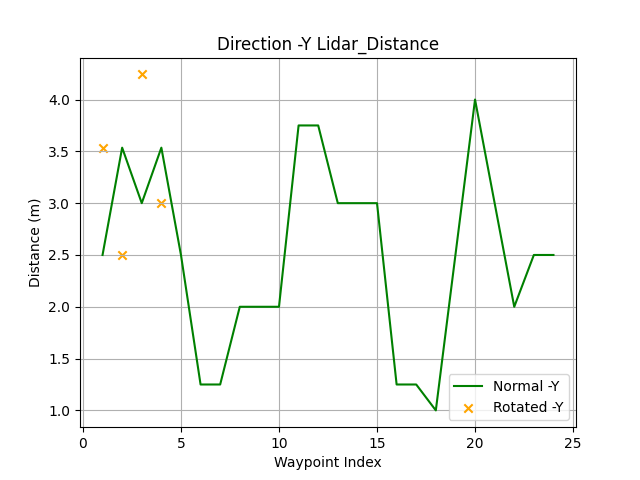 Direction -Y Lidar_Distance
Distance (m)
4.0
3.5
3.0
2.5
2.0
1.5
1.0
0 5 10 15 20 25
Waypoint Index
Normal -Y
Rotated -Y